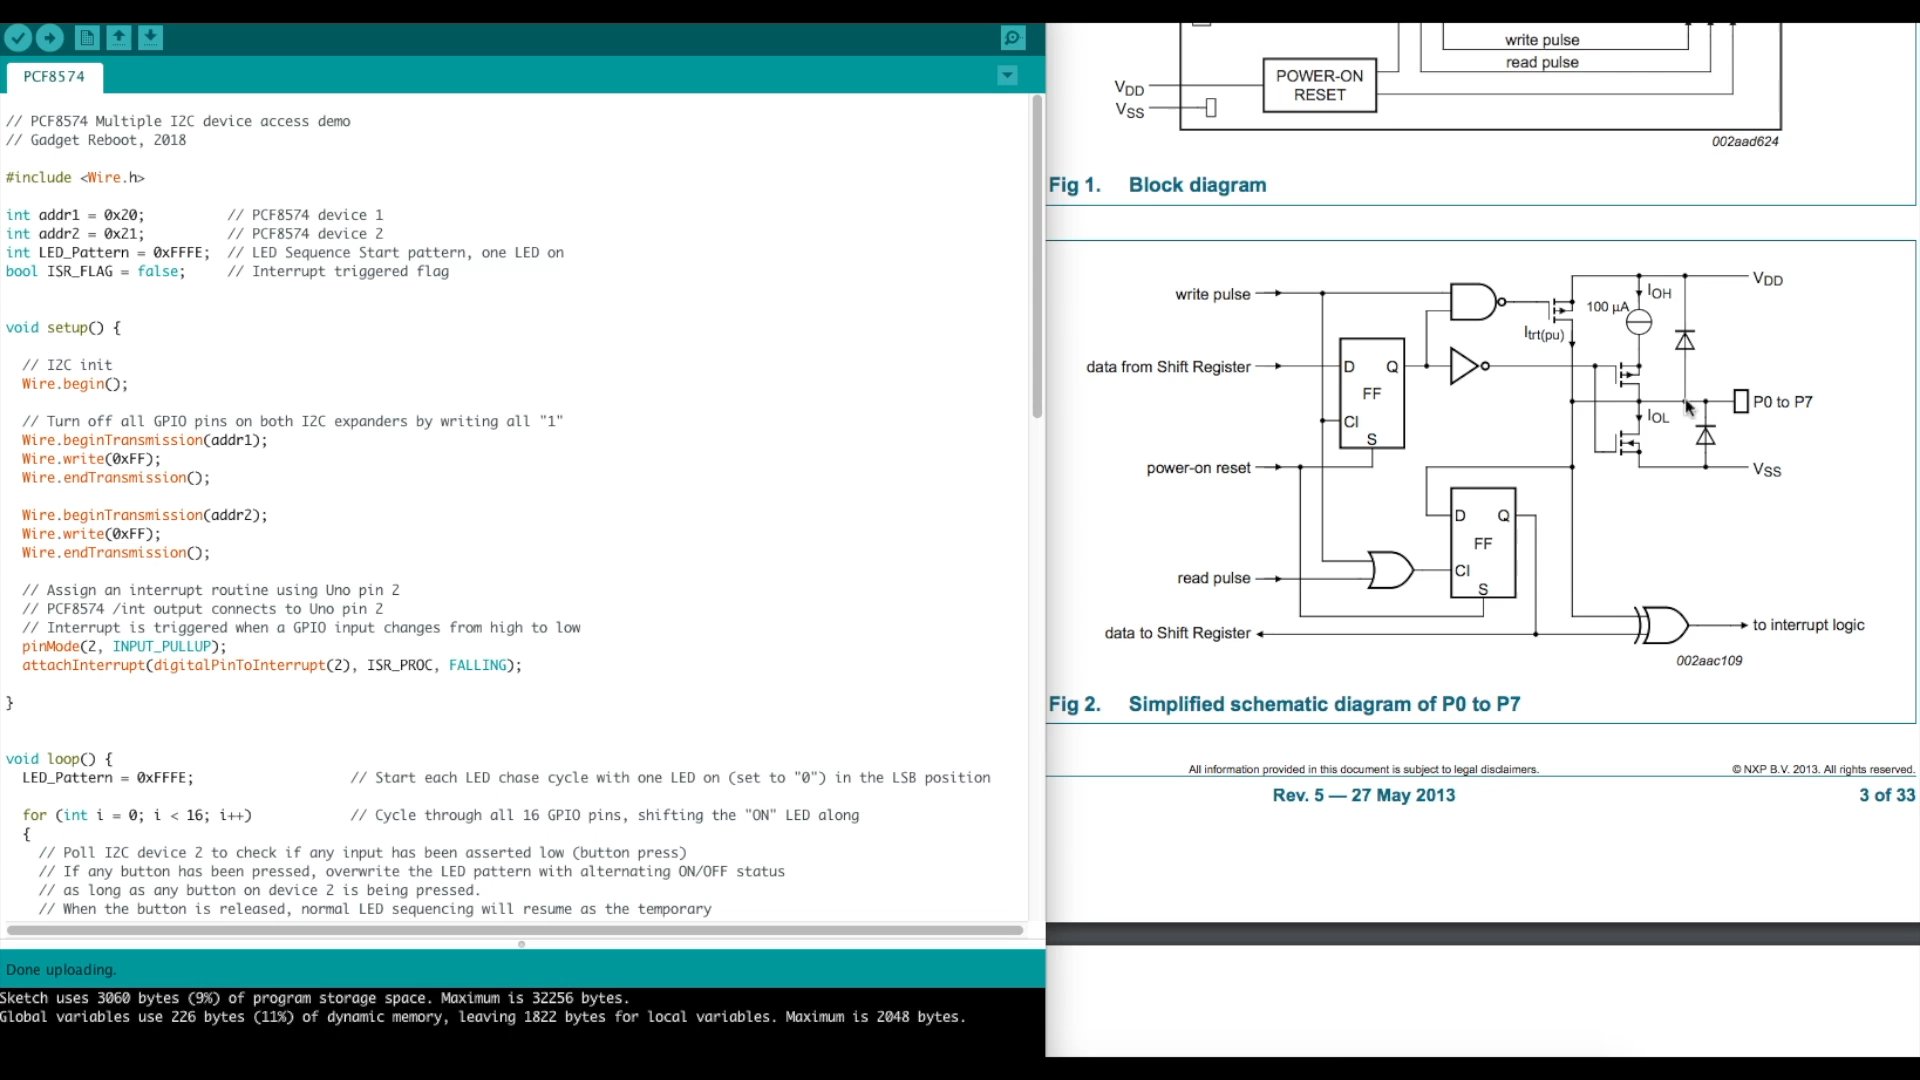 PCF8574
// PCF8574 Multiple I2C device access demo
// Gadget Reboot, 2018
#include <Wire.h>
int addr1 = 0x20;          // PCF8574 device 1
int addr2 = 0x21;          // PCF8574 device 2
int LED_Pattern = 0xFFFE;  // LED Sequence Start pattern, one LED on
bool ISR_FLAG = false;     // Interrupt triggered flag
void setup() {
// I2C init
Wire.begin();
// Turn off all GPIO pins on both I2C expanders by writing all "1"
Wire.beginTransmission(addr1);
Wire.write(0xFF);
Wire.endTransmission();
Wire.beginTransmission(addr2);
Wire.write(0xFF);
Wire.endTransmission();
// Assign an interrupt routine using Uno pin 2
// PCF8574 /int output connects to Uno pin 2
// Interrupt is triggered when a GPIO input changes from high to low
pinMode(2, INPUT_PULLUP);
attachInterrupt(digitalPinToInterrupt(2), ISR_PROC, FALLING);
}
void loop() {
LED_Pattern = 0xFFFE;                   // Start each LED chase cycle with one LED on (set to "0") in the LSB position
for (int i = 0; i < 16; i++)            // Cycle through all 16 GPIO pins, shifting the "ON" LED along
{
// Poll I2C device 2 to check if any input has been asserted low (button press)
// If any button has been pressed, overwrite the LED pattern with alternating ON/OFF status
// as long as any button on device 2 is being pressed.
// When the button is released, normal LED sequencing will resume as the temporary
Done uploading.
Sketch uses 3060 bytes (9%) of program storage space. Maximum is 32256 bytes.
Global variables use 226 bytes (11%) of dynamic memory, leaving 1822 bytes for local variables. Maximum is 2048 bytes.
write pulse
read pulse
POWER-ON
RESET
VDD
VSS
002aad624
Fig 1. Block diagram
write pulse
VDD
IOH
100 μA
Itrt(pu)
data from Shift Register
D Q
FF
CI
S
P0 to P7
IOL
power-on reset
VSS
D Q
FF
CI
S
read pulse
data to Shift Register
to interrupt logic
002aac109
Fig 2. Simplified schematic diagram of P0 to P7
All information provided in this document is subject to legal disclaimers.
© NXP B.V. 2013. All rights reserved.
Rev. 5 — 27 May 2013
3 of 33